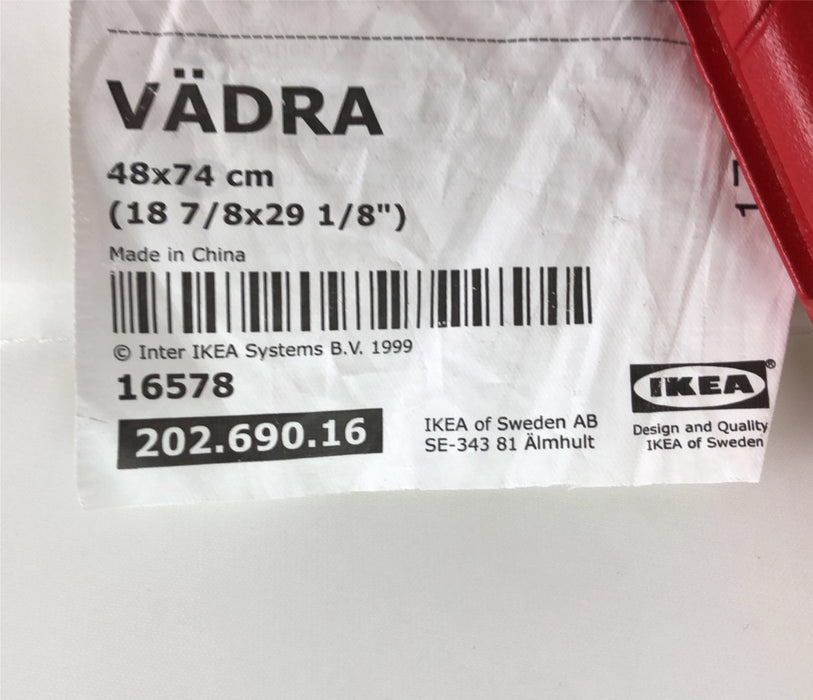 VÄDRA
48x74 cm
(18 7/8x29 1/8")
Made in China
© Inter IKEA Systems B.V. 1999
16578
202.690.16
IKEA of Sweden AB
SE-343 81 Älmhult
IKEA®
Design and Quality
IKEA of Sweden